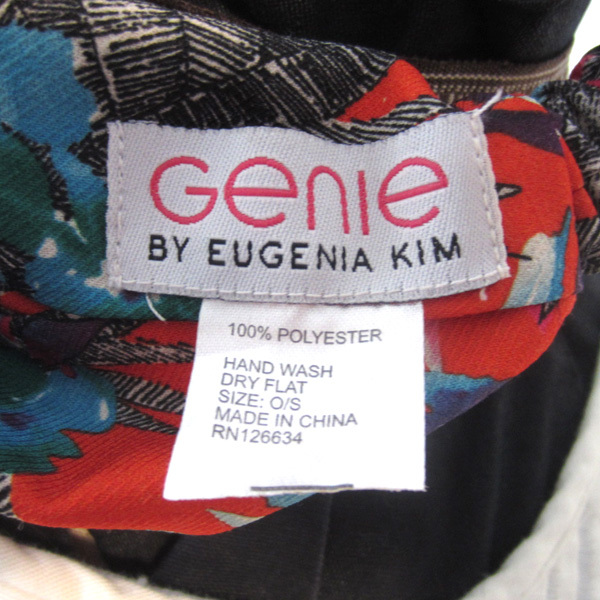 Genie
BY EUGENIA KIM
100% POLYESTER
HAND WASH
DRY FLAT
SIZE: O/S
MADE IN CHINA
RN126634